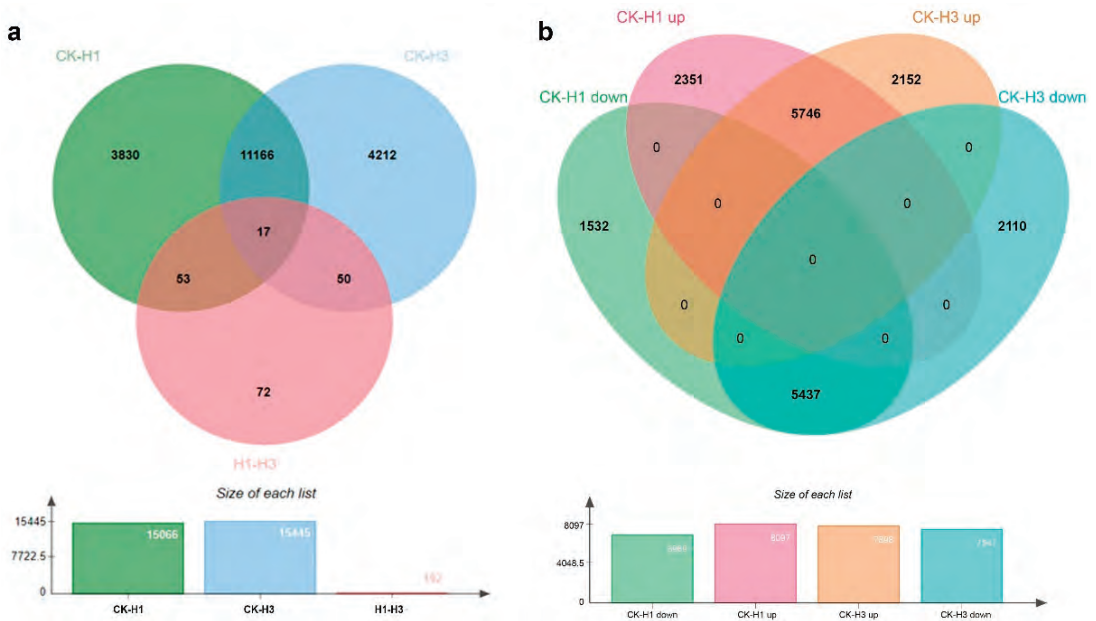 a
CK-H1
CK-H3
3830
11166
4212
17
53
50
72
H1-H3
Size of each list
15445
7722.5
0
15066
15445
192
CK-H1
CK-H3
H1-H3
b
CK-H1 up
CK-H3 up
CK-H1 down
CK-H3 down
2351
2152
5746
0
0
0
0
1532
2110
0
0
0
0
0
5437
Size of each list
8097
4048.5
0
6969
8097
7898
7547
CK-H1 down
CK-H1 up
CK-H3 up
CK-H3 down